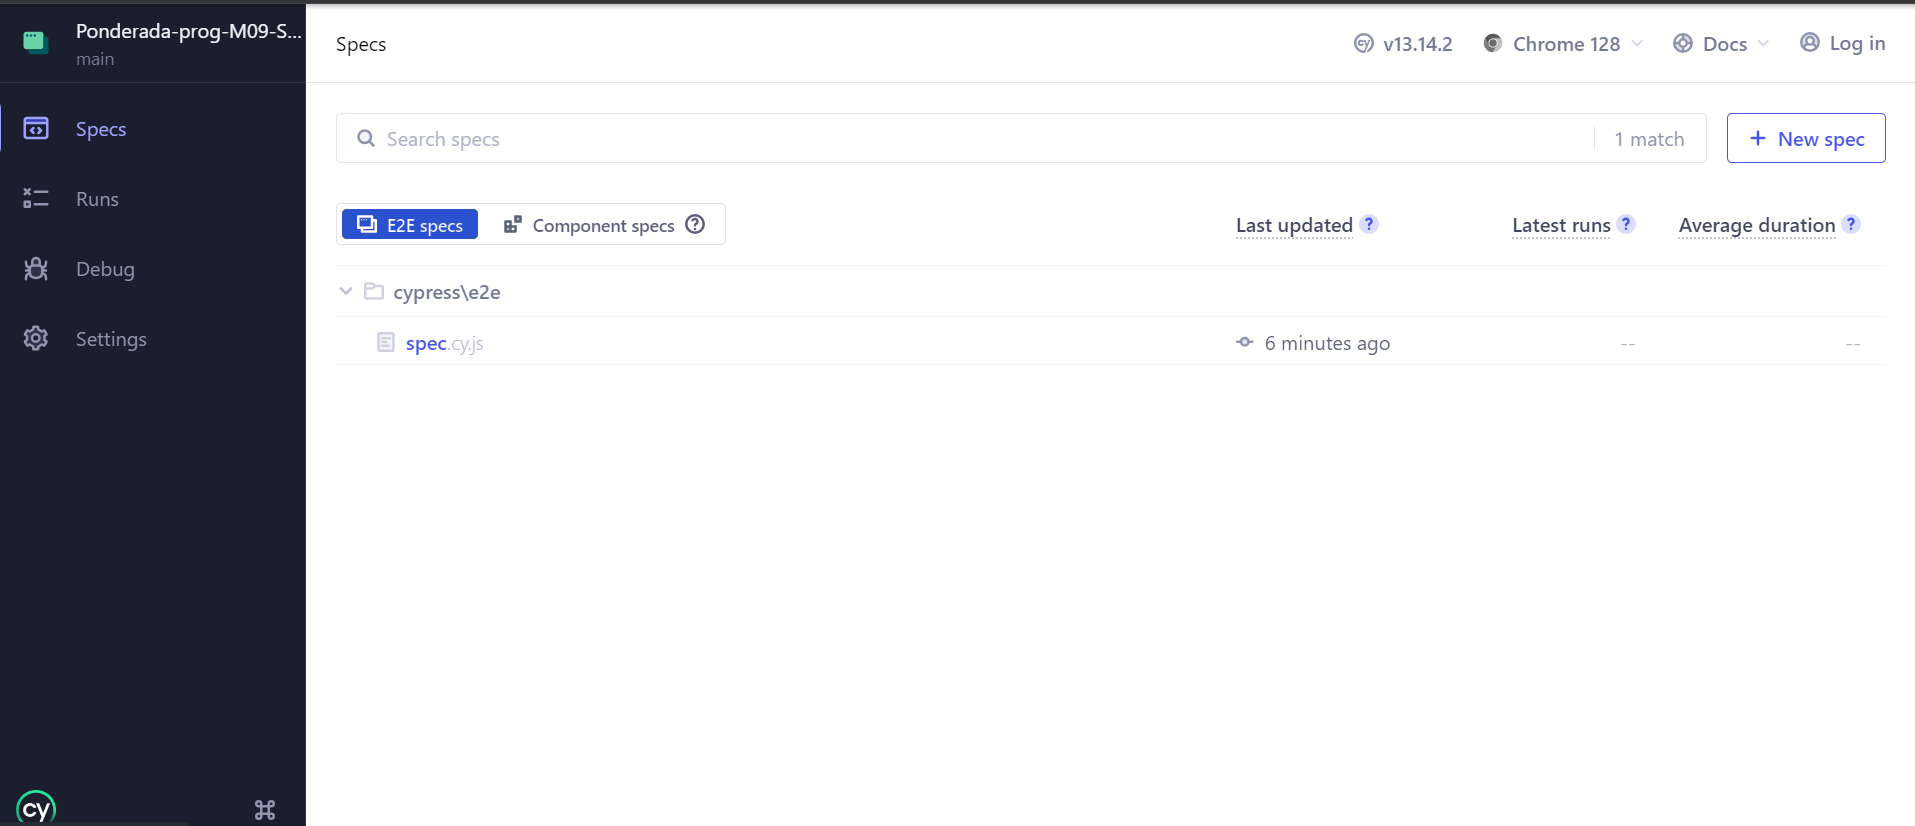 Ponderada-prog-M09-S...
main
Specs
Runs
Debug
Settings
cy
Specs
cy v13.14.2 Chrome 128 Docs Log in
Search specs 1 match + New spec
E2E specs Component specs ? Last updated ? Latest runs ? Average duration ?
cypress\e2e
spec.cy.js 6 minutes ago -- --